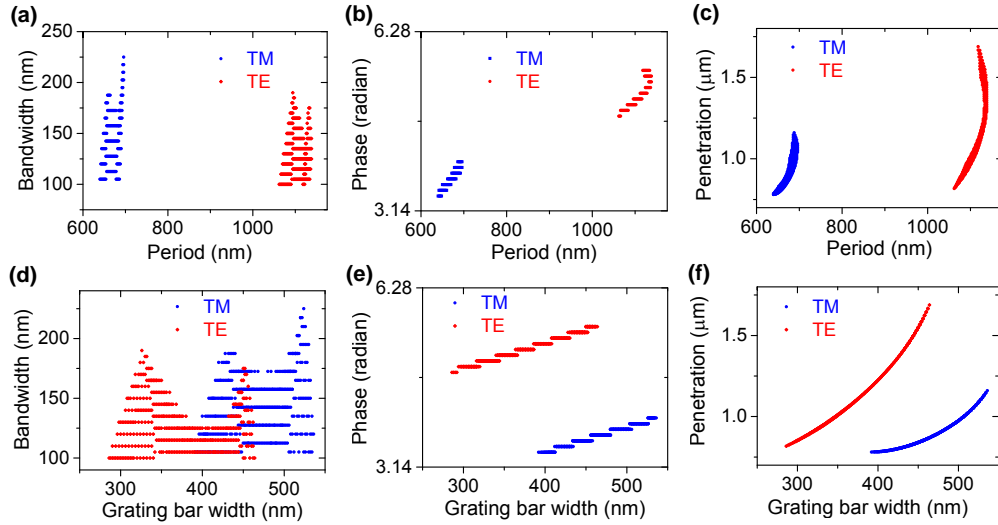 (a)
Bandwidth (nm)
250
225
200
175
150
125
100
TM
TE
600
800
1000
Period (nm)
(b)
Phase (radian)
6.28
3.14
TM
TE
600
800
1000
Period (nm)
(c)
Penetration (μm)
1.5
1.0
TM
TE
600
800
1000
Period (nm)
(d)
Bandwidth (nm)
200
150
100
TM
TE
300
400
500
Grating bar width (nm)
(e)
Phase (radian)
6.28
3.14
TM
TE
300
400
500
Grating bar width (nm)
(f)
Penetration (μm)
1.5
1.0
TM
TE
300
400
500
Grating bar width (nm)